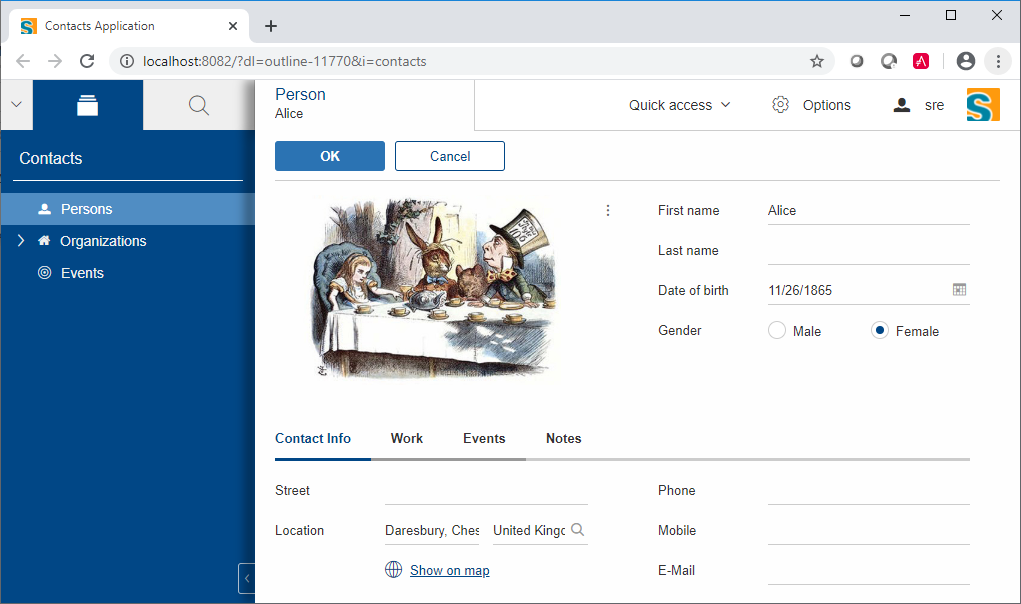 Contacts Application
localhost:8082/?dl=outline-11770&i=contacts
Person
Alice
Quick access
Options
sre
Contacts
Persons
Organizations
Events
OK
Cancel
First name
Alice
Last name
Date of birth
11/26/1865
Gender
Male
Female
Contact Info
Work
Events
Notes
Street
Location
Daresbury, Ches
United Kingc
Show on map
Phone
Mobile
E-Mail